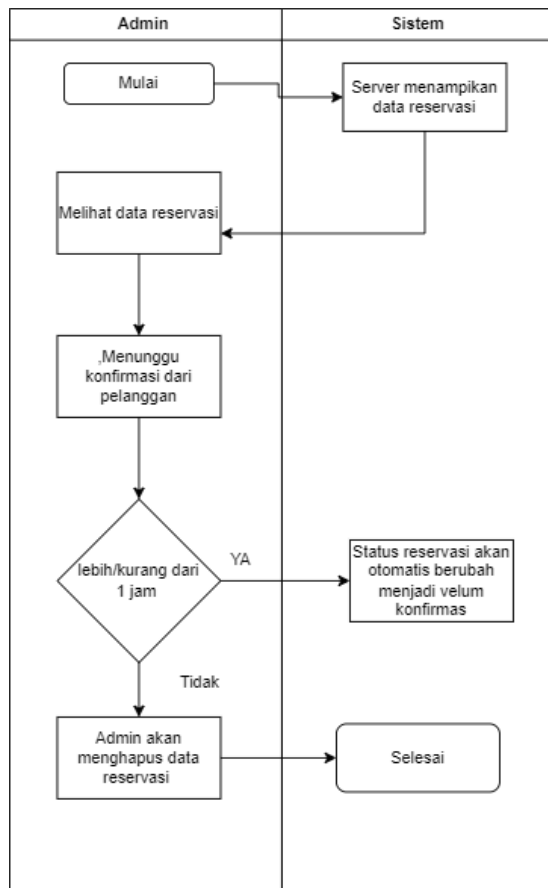 Admin
Sistem
Mulai
Server menampikan
data reservasi
Melihat data reservasi
,Menunggu
konfirmasi dari
pelanggan
lebih/kurang dari
1 jam
YA
Status reservasi akan
otomatis berubah
menjadi velum
konfirmas
Tidak
Admin akan
menghapus data
reservasi
Selesai